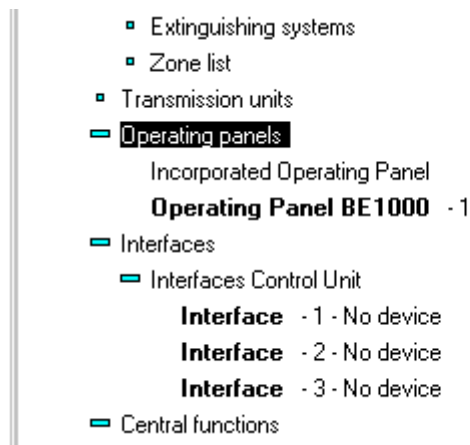 Extinguishing systems
Zone list
Transmission units
Operating panels
Incorporated Operating Panel
Operating Panel BE1000 - 1
Interfaces
Interfaces Control Unit
Interface - 1 - No device
Interface - 2 - No device
Interface - 3 - No device
Central functions